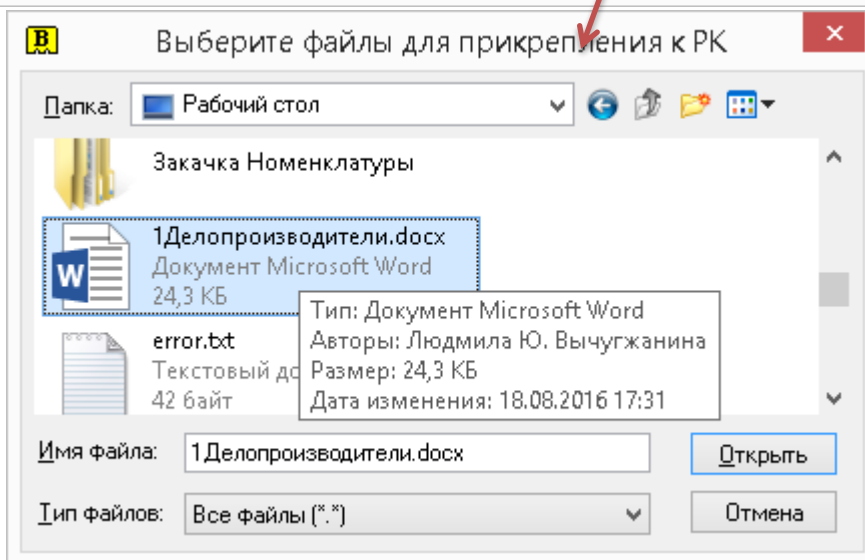 Выберите файлы для прикрепления к РК
Папка: Рабочий стол
Закачка Номенклатуры
1Делопроизводители.docx
Документ Microsoft Word
24,3 КБ
Тип: Документ Microsoft Word
error.txt
Авторы: Людмила Ю. Вычугжанина
Текстовый до
Размер: 24,3 КБ
42 байт
Дата изменения: 18.08.2016 17:31
Имя файла: 1Делопроизводители.docx Открыть
Тип файлов: Все файлы (*.*) Отмена